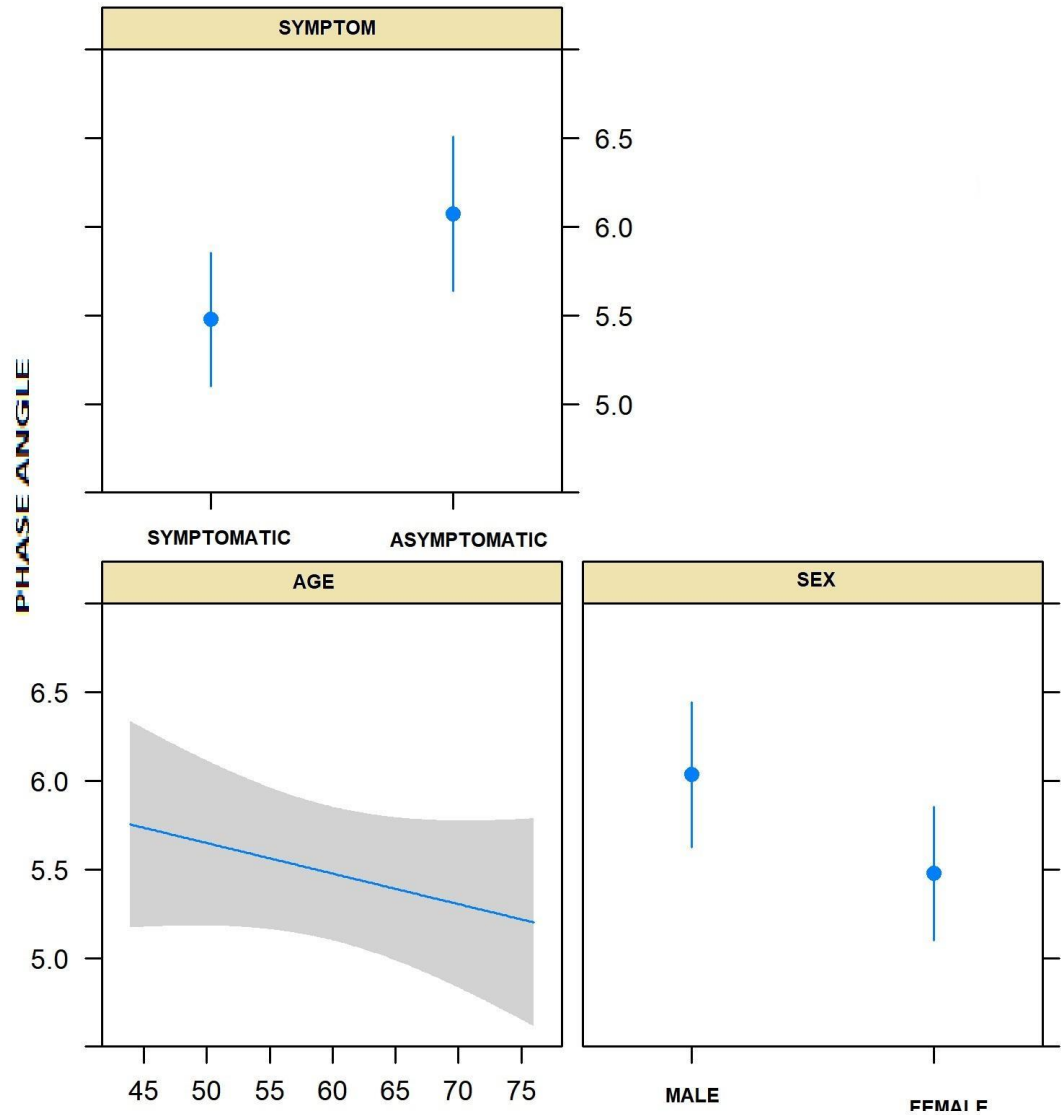 SYMPTOM
6.5
6.0
5.5
5.0
PHASE ANGLE
SYMPTOMATIC ASYMPTOMATIC
AGE SEX
6.5
6.0
5.5
5.0
45 50 55 60 65 70 75
MALE FEMALE